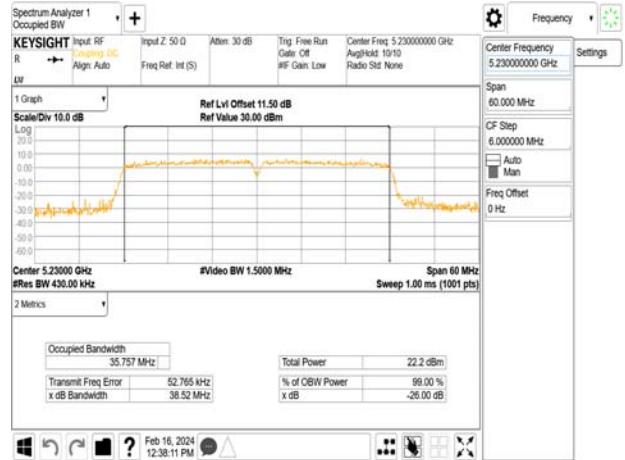 Spectrum Analyzer 1
Occupied BW
+
Frequency
KEYSIGHT
Input: RF
Input Z: 50 Ω
Atten: 30 dB
Trig: Free Run
Center Freq: 5.230000000 GHz
R
Coupling: DC
Gate: Off
Avg|Hold: 10/10
Align: Auto
Freq Ref: Int (S)
#IF Gain: Low
Radio Std: None
LXI
Center Frequency
5.230000000 GHz
Settings
Span
60.000 MHz
CF Step
6.000000 MHz
Auto
Man
Freq Offset
0 Hz
1 Graph
Ref Lvl Offset 11.50 dB
Scale/Div 10.0 dB
Ref Value 30.00 dBm
Log
20.0
10.0
0.00
-10.0
-20.0
-30.0
-40.0
-50.0
-60.0
Center 5.23000 GHz
#Video BW 1.5000 MHz
Span 60 MHz
#Res BW 430.00 kHz
Sweep 1.00 ms (1001 pts)
2 Metrics
Occupied Bandwidth
35.757 MHz
Total Power
22.2 dBm
Transmit Freq Error
52.765 kHz
% of OBW Power
99.00 %
x dB Bandwidth
38.52 MHz
x dB
-26.00 dB
?
Feb 16, 2024
12:38:11 PM